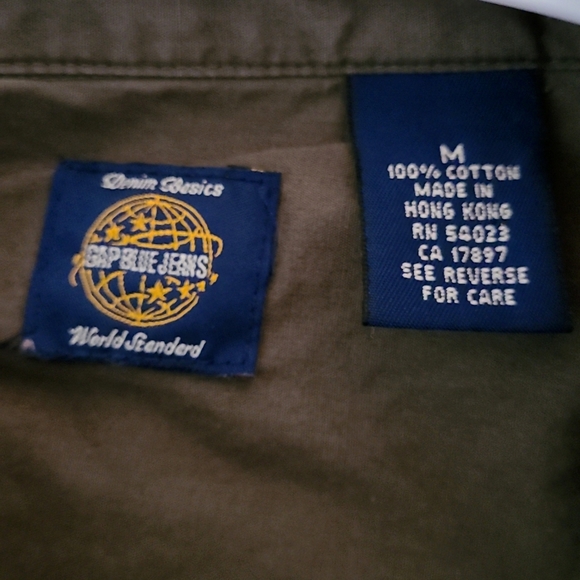 Denim Basics
GAP BLUE JEANS
World Standard
M
100% COTTON
MADE IN
HONG KONG
RN 54023
CA 17897
SEE REVERSE
FOR CARE